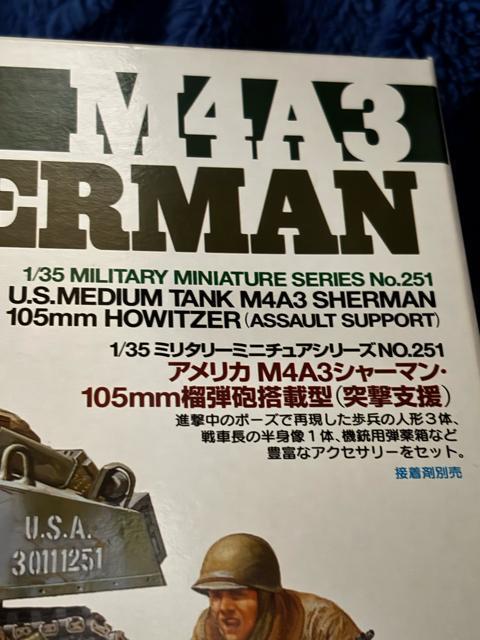 M4A3
ERMAN
1/35 MILITARY MINIATURE SERIES No.251
U.S.MEDIUM TANK M4A3 SHERMAN
105mm HOWITZER (ASSAULT SUPPORT)
1/35 ミリタリーミニチュアシリーズNO.251
アメリカ M4A3シャーマン・
105mm榴弾砲搭載型(突撃支援)
進撃中のポーズで再現した歩兵の人形3体、
戦車長の半身像1体、機銃用弾薬箱など
豊富なアクセサリーをセット。
接着剤別売
U.S.A.
30111251